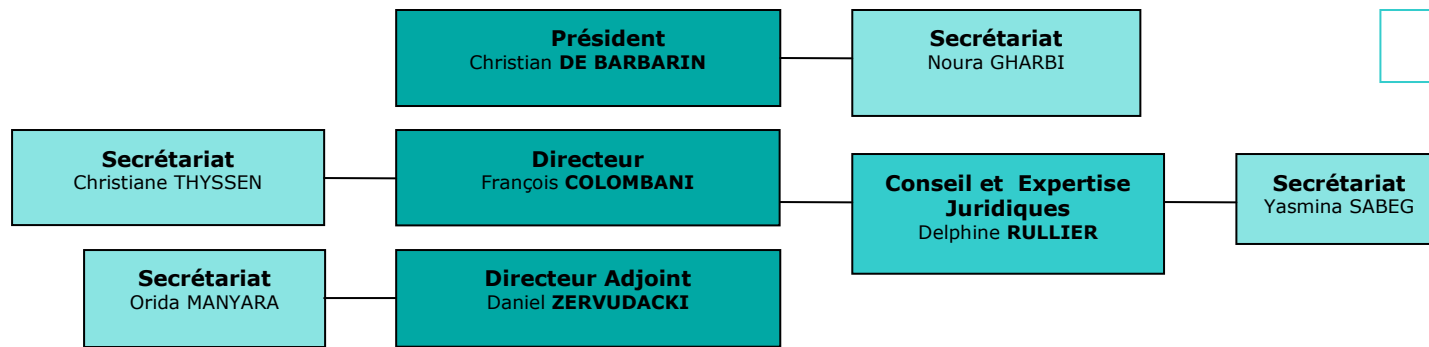 Président
Christian DE BARBARIN
Secrétariat
Noura GHARBI
Secrétariat
Christiane THYSSEN
Directeur
François COLOMBANI
Conseil et  Expertise
Juridiques
Delphine RULLIER
Secrétariat
Yasmina SABEG
Secrétariat
Orida MANYARA
Directeur Adjoint
Daniel ZERVUDACKI